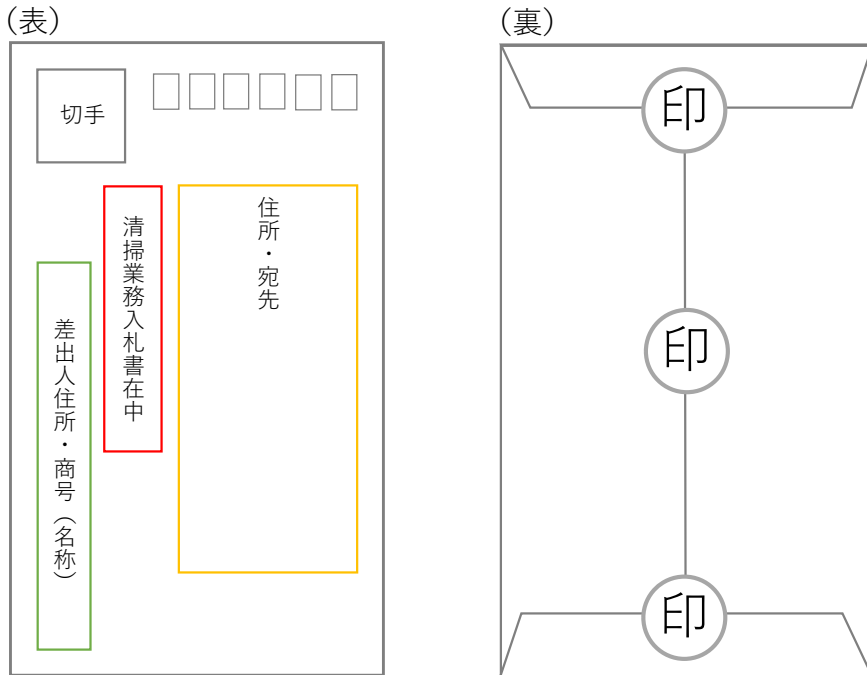 （表）
切手
住所・宛先
清掃業務入札書在中
差出人住所・商号（名称）
（裏）
印
印
印